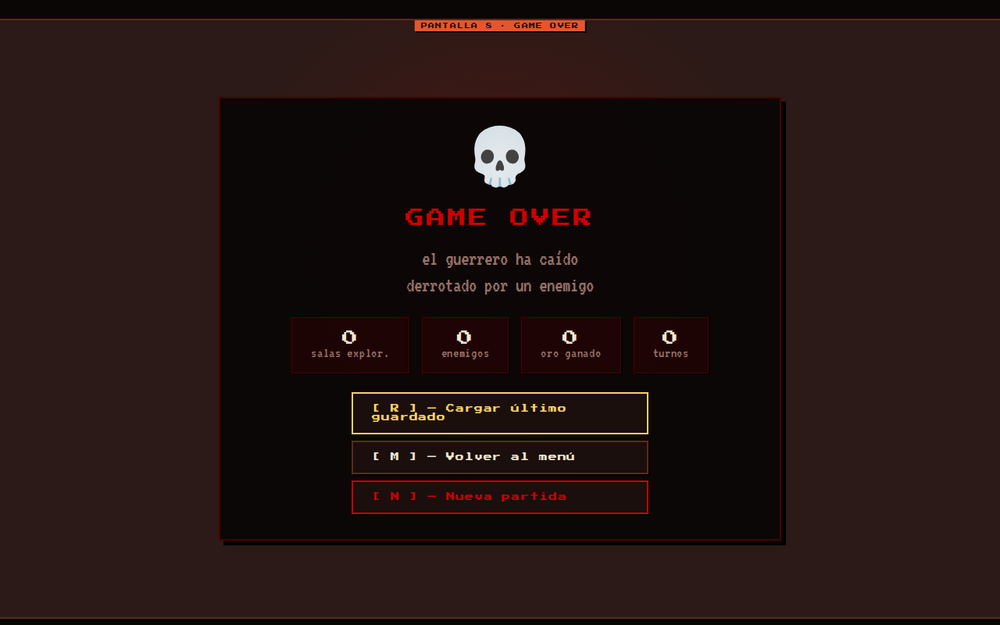 PANTALLA 8 · GAME OVER
GAME OVER
el guerrero ha caído
derrotado por un enemigo
0 0 0 0
salas explor. enemigos oro ganado turnos
[ R ] — Cargar último
guardado
[ M ] — Volver al menú
[ N ] — Nueva partida